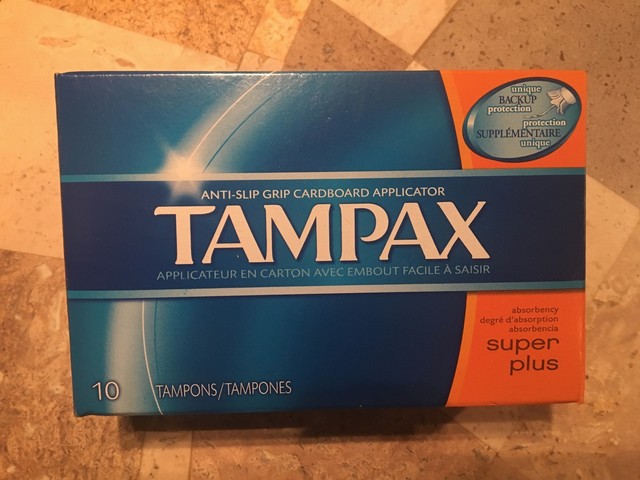 unique
BACKUP
protection
protection
SUPPLÉMENTAIRE
unique
ANTI-SLIP GRIP CARDBOARD APPLICATOR
TAMPAX
APPLICATEUR EN CARTON AVEC EMBOUT FACILE À SAISIR
absorbency
degré d'absorption
absorbencia
super
plus
10 TAMPONS/TAMPONES